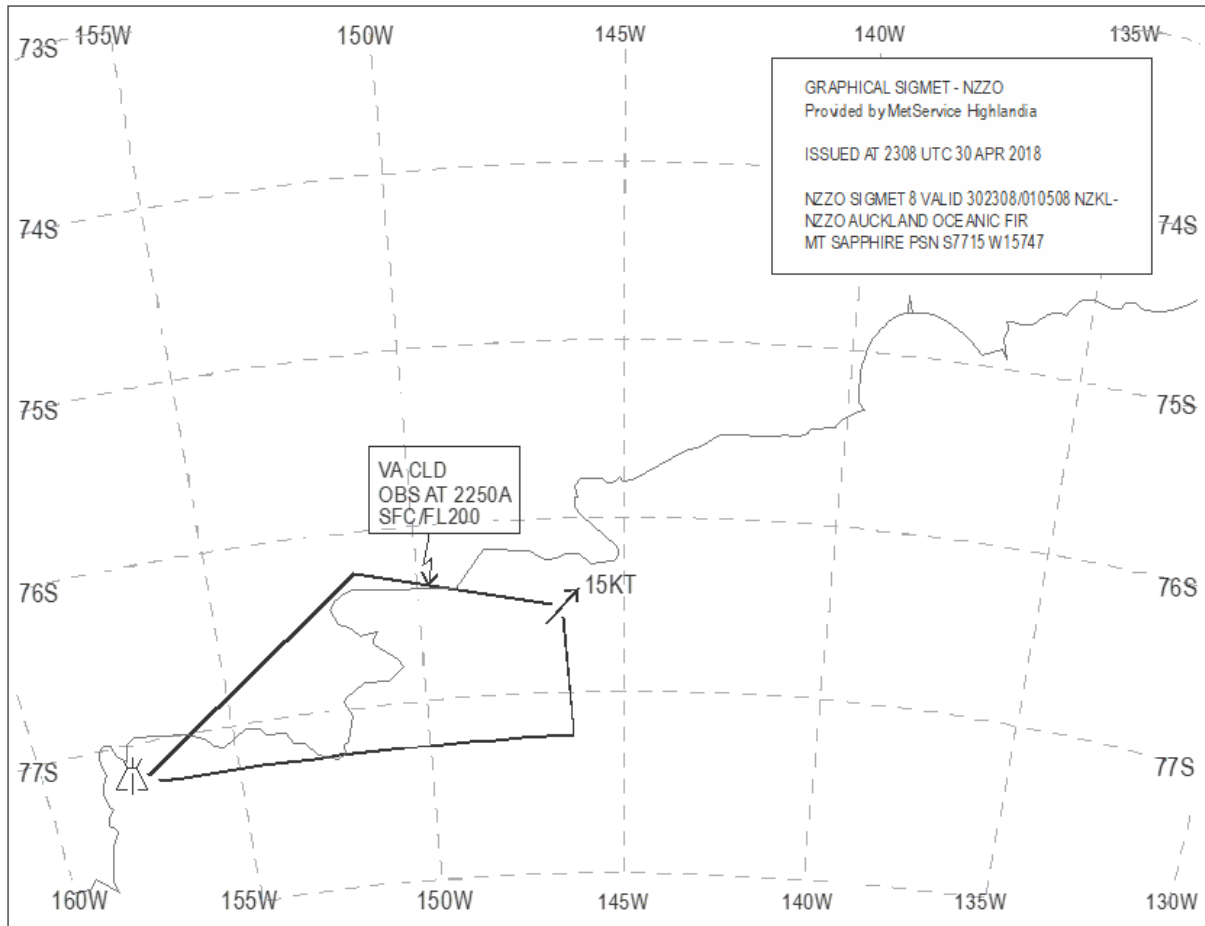 155W
150W
145W
140W
135W
73S
GRAPHICAL SIGMET - NZZO
Provided by MetService Highlandia
ISSUED AT 2308 UTC 30 APR 2018
NZZO SIGMET 8 VALID 302308/010508 NZKL-
NZZO AUCKLAND OCEANIC FIR
MT SAPPHIRE PSN S7715 W15747
74S
74S
75S
75S
VA CLD
OBS AT 2250A
SFC/FL200
76S
15KT
76S
77S
77S
160W
155W
150W
145W
140W
135W
130W